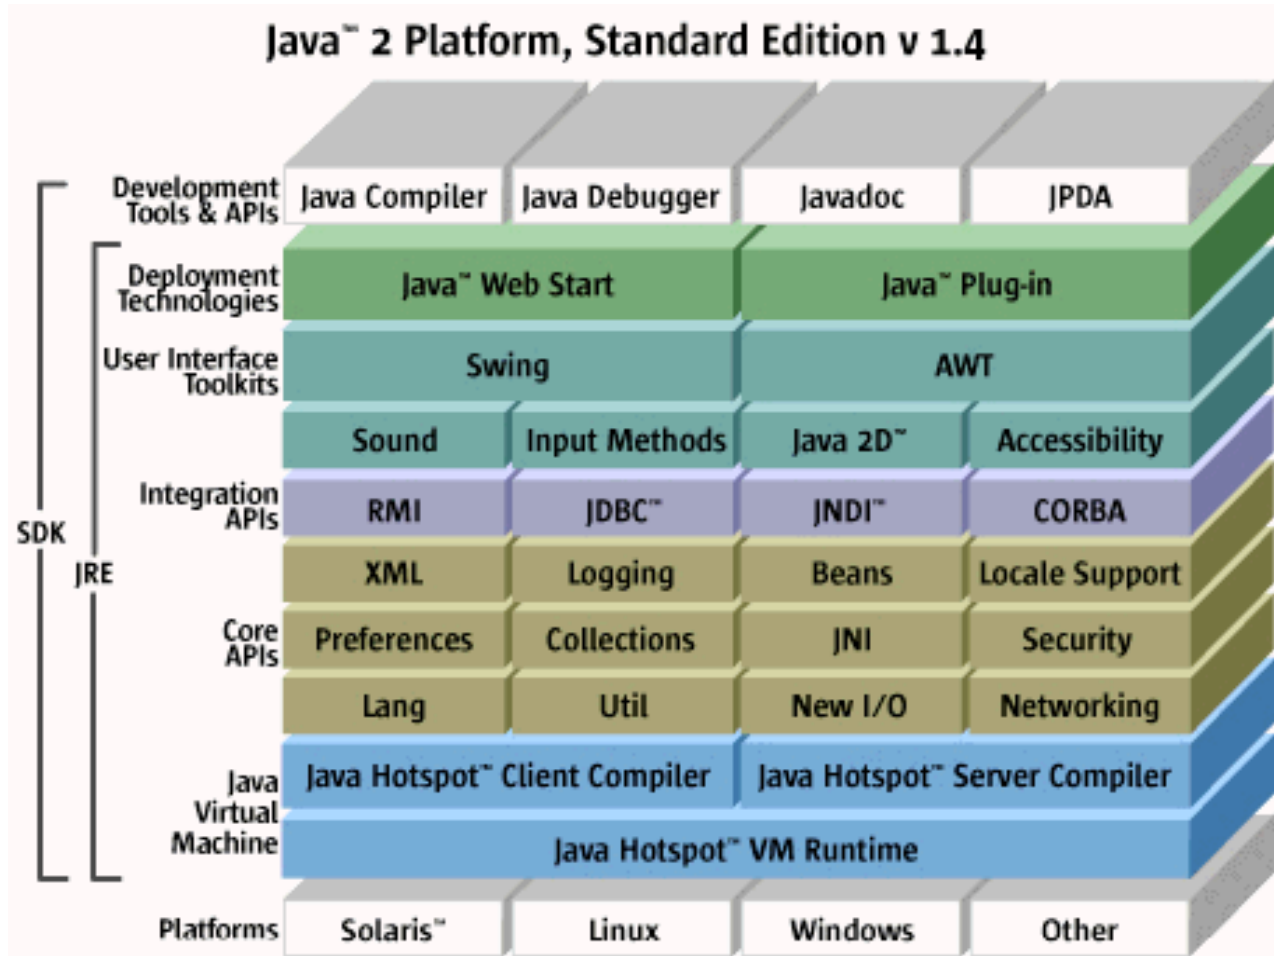 Java™ 2 Platform, Standard Edition v 1.4
Development
Tools & APIs
Java Compiler
Java Debugger
Javadoc
JPDA
Deployment
Technologies
Java™ Web Start
Java™ Plug-in
User Interface
Toolkits
Swing
AWT
Sound
Input Methods
Java 2D™
Accessibility
Integration
APIs
RMI
JDBC™
JNDI™
CORBA
SDK
JRE
XML
Logging
Beans
Locale Support
Core
APIs
Preferences
Collections
JNI
Security
Lang
Util
New I/O
Networking
Java
Virtual
Machine
Java Hotspot™ Client Compiler
Java Hotspot™ Server Compiler
Java Hotspot™ VM Runtime
Platforms
Solaris™
Linux
Windows
Other